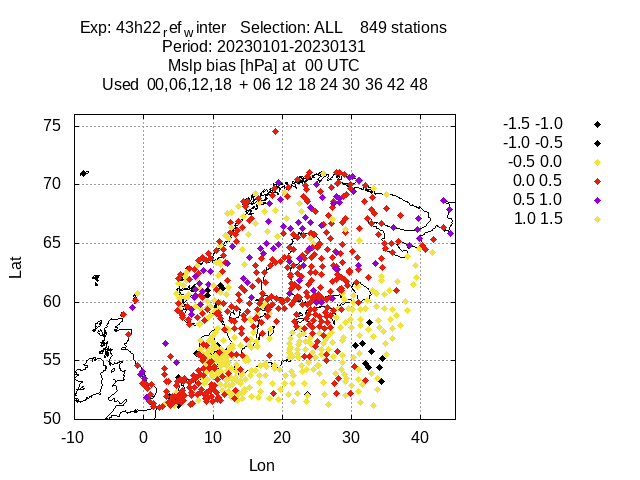 Exp: 43h22ref winter   Selection: ALL    849 stations
Period: 20230101-20230131
Mslp bias [hPa] at  00 UTC
Used  00,06,12,18  + 06 12 18 24 30 36 42 48
-1.5 -1.0
-1.0 -0.5
-0.5 0.0
0.0 0.5
0.5 1.0
1.0 1.5
75
70
65
60
55
50
Lat
-10 0 10 20 30 40
Lon